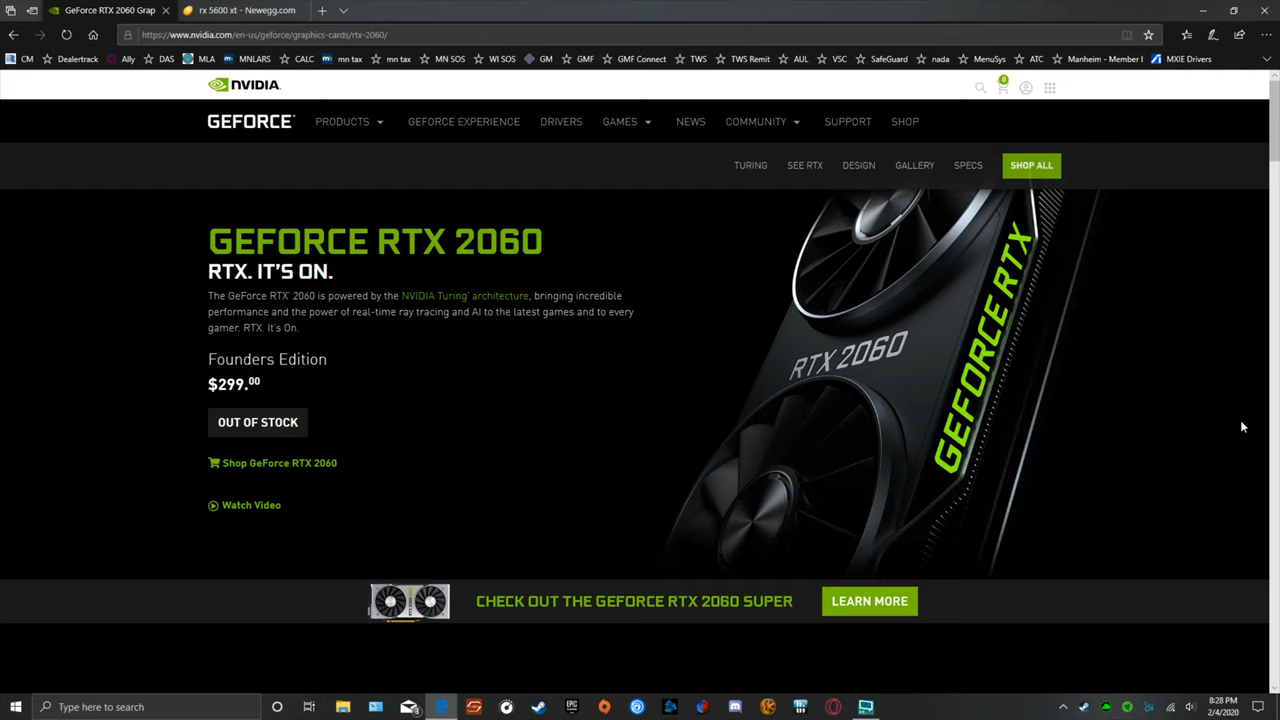 GeForce RTX 2060 Grap
rx 5600 xt - Newegg.com
https://www.nvidia.com/en-us/geforce/graphics-cards/rtx-2060/
CM Dealertrack Ally DAS MLA MNLARS CALC mn tax mn tax MN SOS WI SOS GM GMF GMF Connect TWS TWS Remit AUL VSC SafeGuard nada MenuSys ATC Manheim - Member I MXIE Drivers
NVIDIA.
0
GEFORCE PRODUCTS GEFORCE EXPERIENCE DRIVERS GAMES NEWS COMMUNITY SUPPORT SHOP
TURING SEE RTX DESIGN GALLERY SPECS SHOP ALL
GEFORCE RTX 2060
RTX. IT'S ON.
The GeForce RTX™ 2060 is powered by the NVIDIA Turing™ architecture, bringing incredible
performance and the power of real-time ray tracing and AI to the latest games and to every
gamer. RTX. It's On.
Founders Edition
$299.00
OUT OF STOCK
Shop GeForce RTX 2060
Watch Video
RTX 2060
GEFORCE RTX
CHECK OUT THE GEFORCE RTX 2060 SUPER LEARN MORE
Type here to search
8:28 PM
2/4/2020